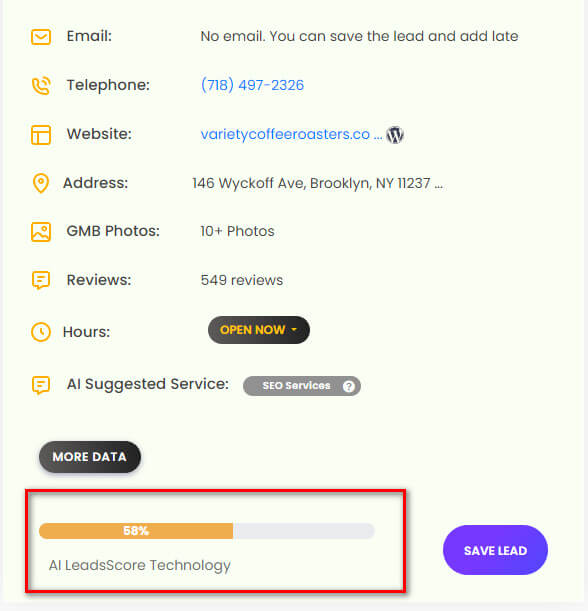 Email: No email. You can save the lead and add late
Telephone: (718) 497-2326
Website: varietycoffeeroasters.co ...
Address: 146 Wyckoff Ave, Brooklyn, NY 11237 ...
GMB Photos: 10+ Photos
Reviews: 549 reviews
Hours: OPEN NOW
AI Suggested Service: SEO Services ?
MORE DATA
58%
SAVE LEAD
AI LeadsScore Technology